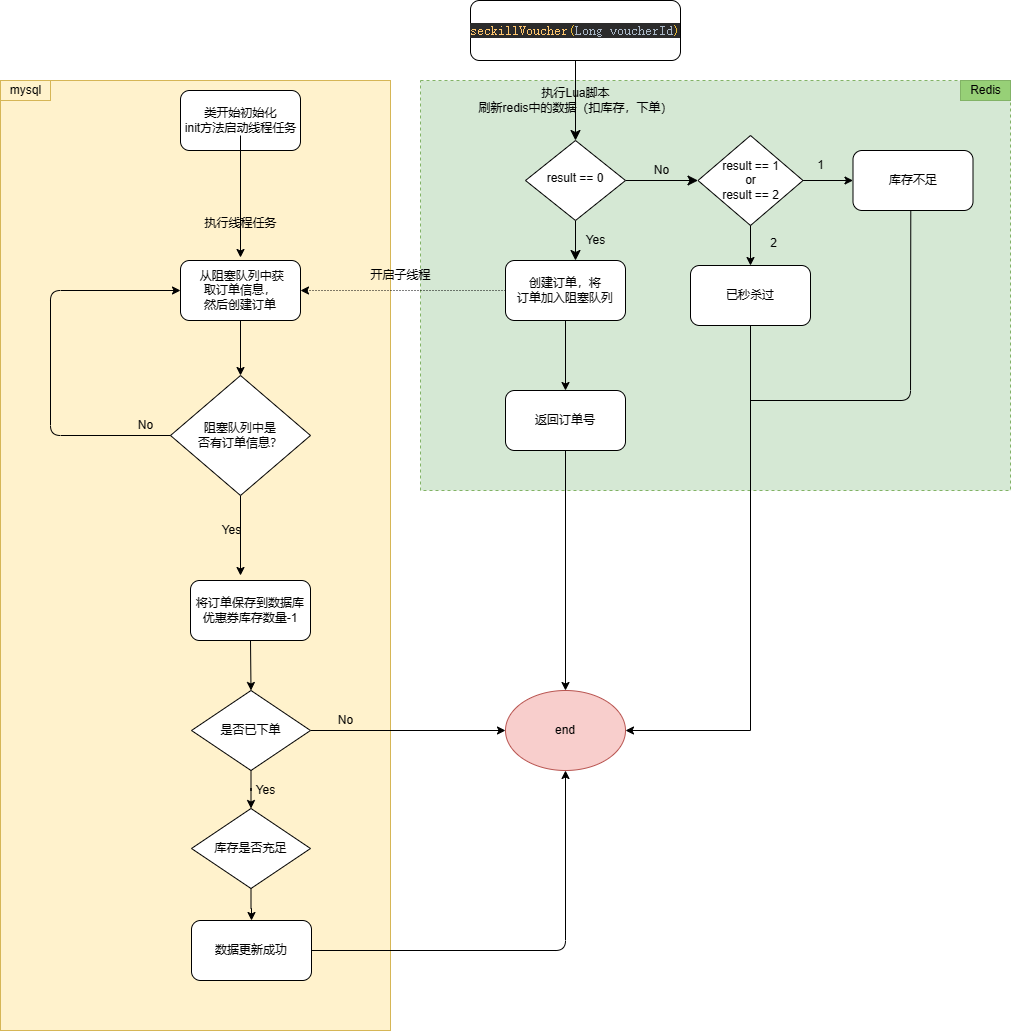 seckillVoucher(Long voucherId)
mysql
类开始初始化
init方法启动线程任务
执行线程任务
从阻塞队列中获
取订单信息，
然后创建订单
No
阻塞队列中是
否有订单信息？
Yes
将订单保存到数据库
优惠券库存数量-1
是否已下单
No
Yes
库存是否充足
数据更新成功
开启子线程
Redis
执行Lua脚本
刷新redis中的数据（扣库存，下单）
result == 0
No
result == 1
or
result == 2
1
库存不足
Yes
2
创建订单，将
订单加入阻塞队列
已秒杀过
返回订单号
end